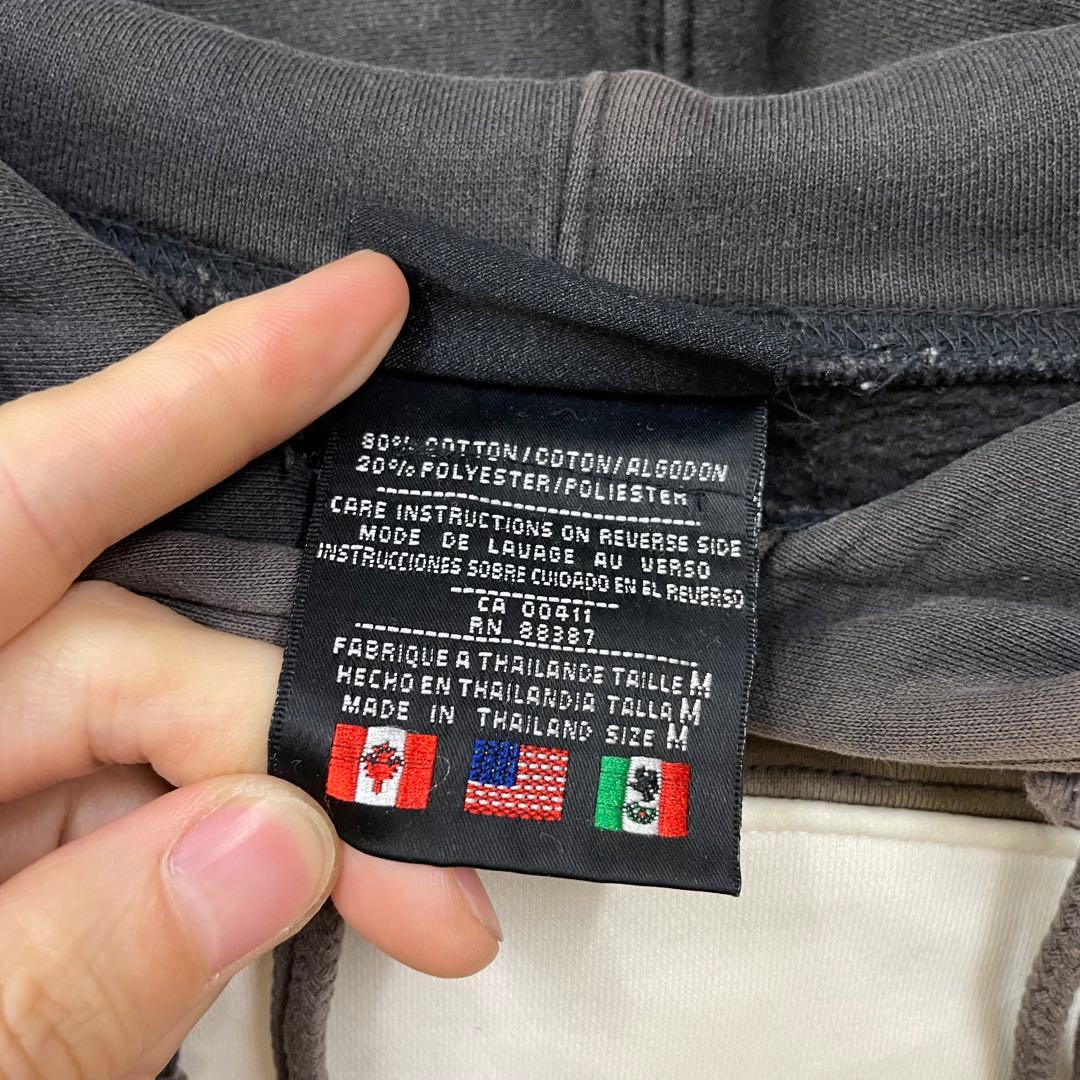 80% COTTON/COTON/ALGODON
20% POLYESTER/POLIESTER
CARE INSTRUCTIONS ON REVERSE SIDE
MODE DE LAVAGE AU VERSO
INSTRUCCIONES SOBRE CUIDADO EN EL REVERSO
CA 00411
RN 88387
FABRIQUE A THAILANDE TAILLE M
HECHO EN THAILANDIA TALLA M
MADE IN THAILAND SIZE M